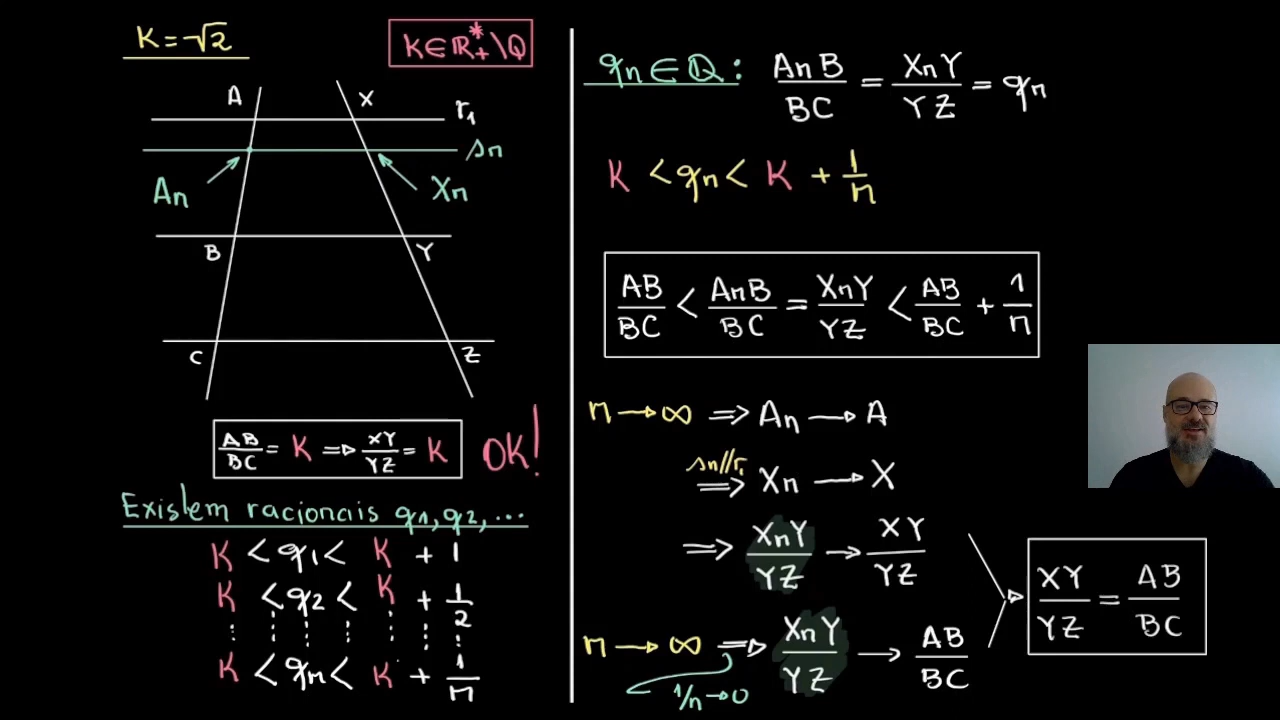 K=√2
K∈ℝ*₊\ℚ
A X r₁
sn
An Xn
B Y
C Z
AB/BC = K ⇒ XY/YZ = K OK!
Existem racionais q₁, q₂, ...
K < q₁ < K + 1
K < q₂ < K + 1/2
⋮ ⋮ ⋮ ⋮ ⋮ ⋮ ⋮
K < qn < K + 1/n
qn ∈ ℚ: AnB/BC = XnY/YZ = qn
K < qn < K + 1/n
AB/BC < AnB/BC = XnY/YZ < AB/BC + 1/n
n → ∞ ⇒ An → A
sn//r₁
⇒ Xn → X
⇒ XnY/YZ → XY/YZ
n → ∞ ⇒ XnY/YZ → AB/BC
1/n → 0
XY/YZ = AB/BC